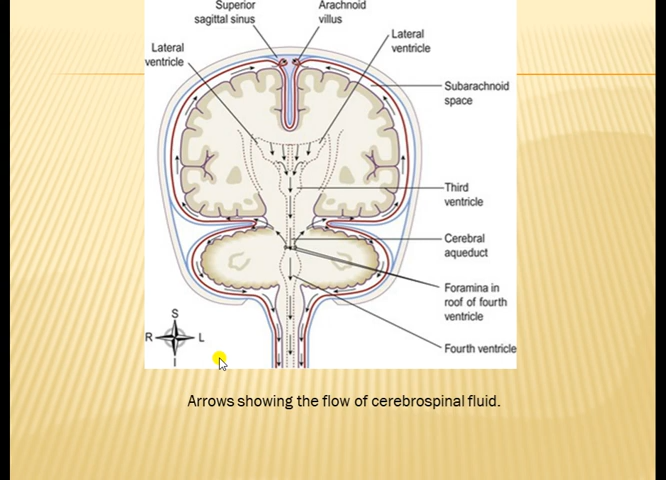 Superior
sagittal sinus
Arachnoid
villus
Lateral
ventricle
Lateral
ventricle
Subarachnoid
space
Third
ventricle
Cerebral
aqueduct
Foramina in
roof of fourth
ventricle
Fourth ventricle
S
R L
I
Arrows showing the flow of cerebrospinal fluid.